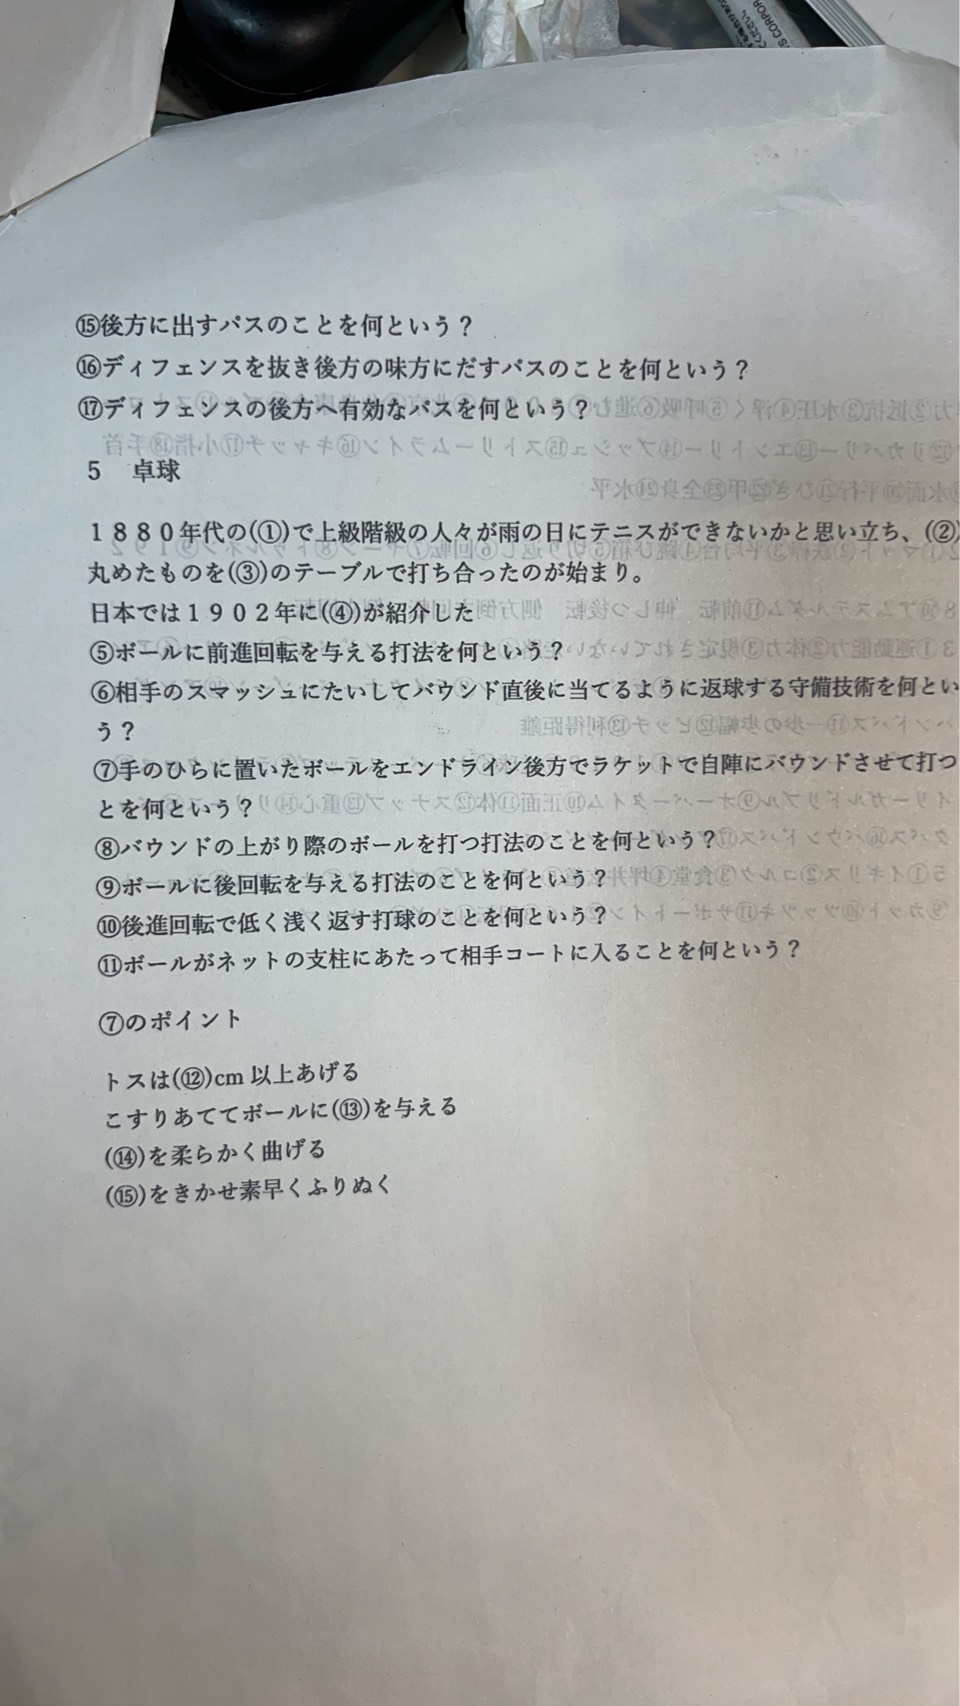 ⑮後方に出すパスのことを何という？
⑯ディフェンスを抜き後方の味方にだすパスのことを何という？
⑰ディフェンスの後方へ有効なパスを何という？
5　卓球
１８８０年代の(①)で上級階級の人々が雨の日にテニスができないかと思い立ち、(②)
丸めたものを(③)のテーブルで打ち合ったのが始まり。
日本では１９０２年に(④)が紹介した
⑤ボールに前進回転を与える打法を何という？
⑥相手のスマッシュにたいしてバウンド直後に当てるように返球する守備技術を何とい
う？
⑦手のひらに置いたボールをエンドライン後方でラケットで自陣にバウンドさせて打つ
とを何という？
⑧バウンドの上がり際のボールを打つ打法のことを何という？
⑨ボールに後回転を与える打法のことを何という？
⑩後進回転で低く浅く返す打球のことを何という？
⑪ボールがネットの支柱にあたって相手コートに入ることを何という？
⑦のポイント
トスは(⑫)cm 以上あげる
こすりあててボールに(⑬)を与える
(⑭)を柔らかく曲げる
(⑮)をきかせ素早くふりぬく